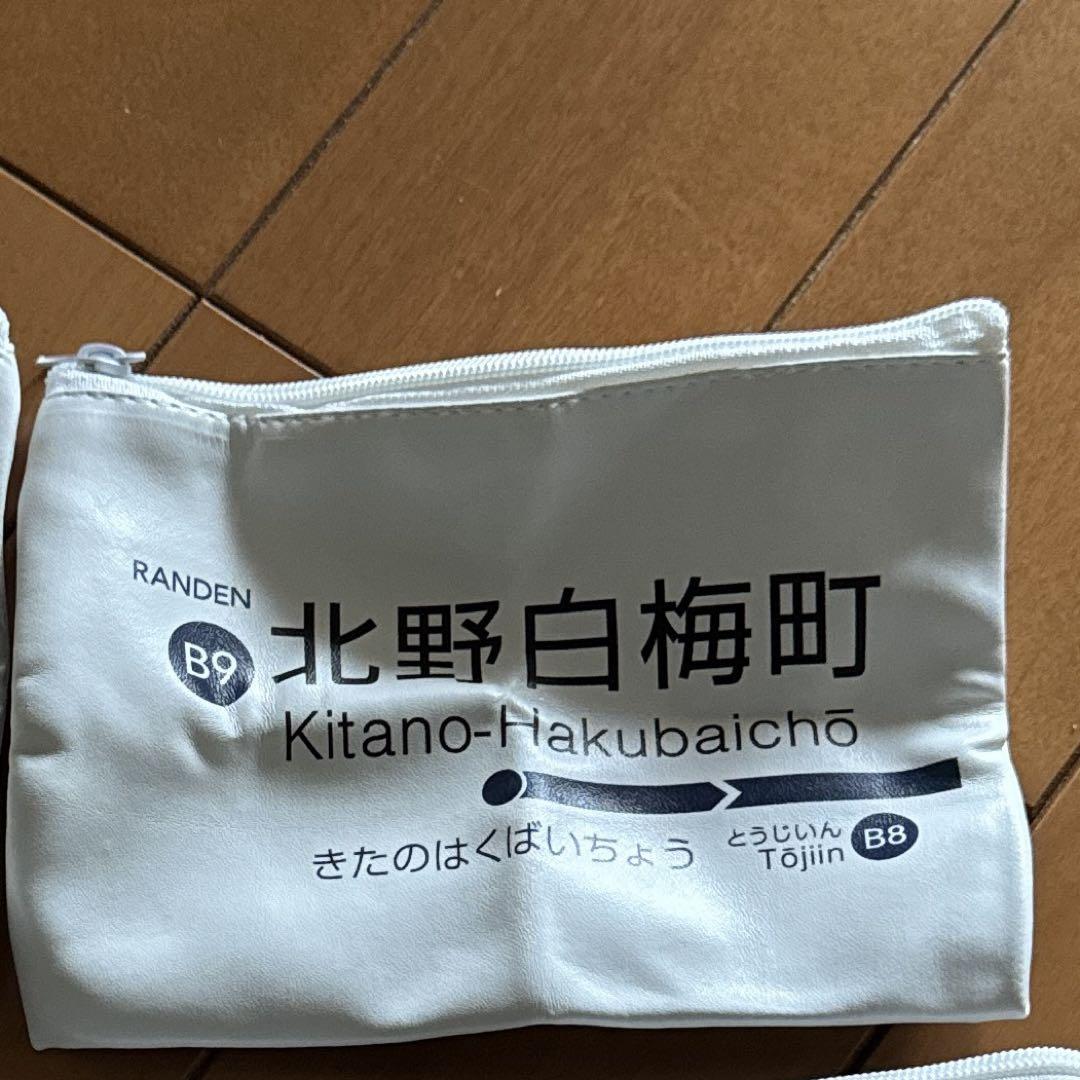 RANDEN
B9 北野白梅町
Kitano-Hakubaichō
きたのはくばいちょう
とうじいん
Tōjiin
B8